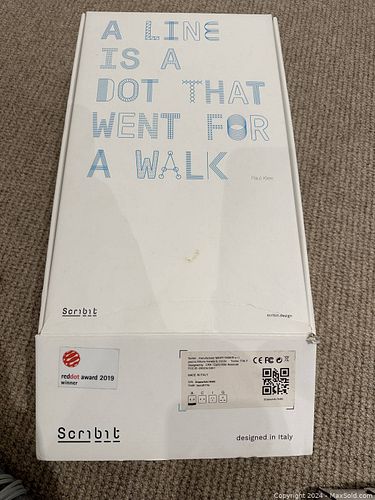 A LINE
IS A
DOT THAT
WENT FOR
A WALK
Paul Klee
Scribit
scribit.design
reddot award 2019
winner
MADE IN ITALY
A C I G
Scribit
designed in Italy
Copyright 2024 - MaxSold.com